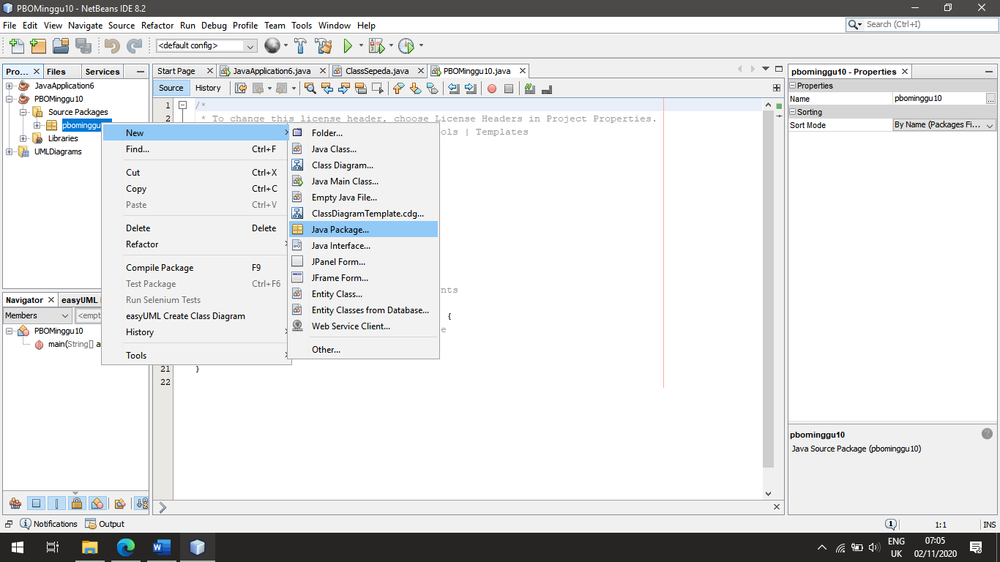 PBOMinggu10 - NetBeans IDE 8.2
File Edit View Navigate Source Refactor Run Debug Profile Team Tools Window Help
Search (Ctrl+I)
<default config>
Pro... Files Services
JavaApplication6
PBOMinggu10
Source Packages
pbominggu
Libraries
UMLDiagrams
Start Page JavaApplication6.java ClassSepeda.java PBOMinggu10.java
Source History
1 /*
2 * To change this license header, choose License Headers in Project Properties.
ols | Templates
nts
{
e
21 }
22
New
Find... Ctrl+F
Cut Ctrl+X
Copy Ctrl+C
Paste Ctrl+V
Delete Delete
Refactor
Compile Package F9
Test Package Ctrl+F6
Run Selenium Tests
easyUML Create Class Diagram
History
Tools
Folder...
Java Class...
Class Diagram...
Java Main Class...
Empty Java File...
ClassDiagramTemplate.cdg...
Java Package...
Java Interface...
JPanel Form...
JFrame Form...
Entity Class...
Entity Classes from Database...
Web Service Client...
Other...
Navigator easyUML
Members <empt
PBOMinggu10
main(String[] a
pbominggu10 - Properties
Properties
Name pbominggu10 ...
Sorting
Sort Mode By Name (Packages Fi...
pbominggu10
Java Source Package (pbominggu10)
Notifications Output
1 1:1 INS
ENG
UK
07:05
02/11/2020